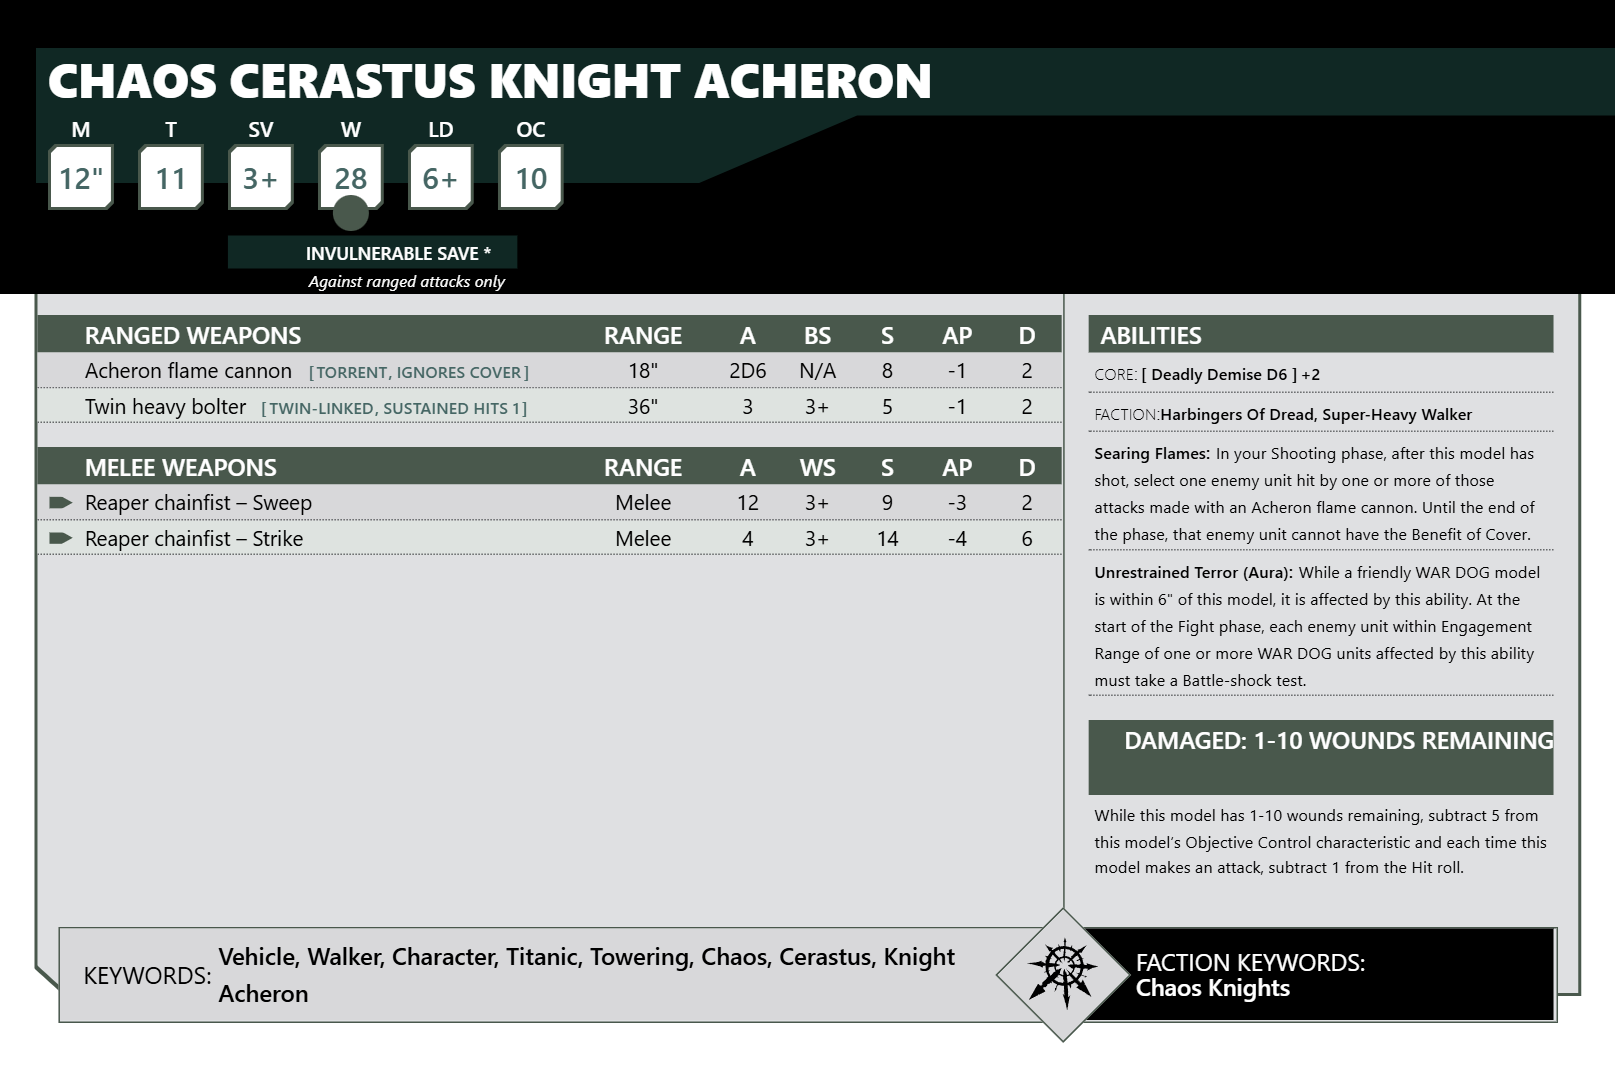 CHAOS CERASTUS KNIGHT ACHERON
M T SV W LD OC
12" 11 3+ 28 6+ 10
INVULNERABLE SAVE *
Against ranged attacks only
RANGED WEAPONS RANGE A BS S AP D
Acheron flame cannon [TORRENT, IGNORES COVER] 18" 2D6 N/A 8 -1 2
Twin heavy bolter [TWIN-LINKED, SUSTAINED HITS 1] 36" 3 3+ 5 -1 2
MELEE WEAPONS RANGE A WS S AP D
Reaper chainfist – Sweep Melee 12 3+ 9 -3 2
Reaper chainfist – Strike Melee 4 3+ 14 -4 6
ABILITIES
CORE: [ Deadly Demise D6 ] +2
FACTION:Harbingers Of Dread, Super-Heavy Walker
Searing Flames: In your Shooting phase, after this model has
shot, select one enemy unit hit by one or more of those
attacks made with an Acheron flame cannon. Until the end of
the phase, that enemy unit cannot have the Benefit of Cover.
Unrestrained Terror (Aura): While a friendly WAR DOG model
is within 6" of this model, it is affected by this ability. At the
start of the Fight phase, each enemy unit within Engagement
Range of one or more WAR DOG units affected by this ability
must take a Battle-shock test.
DAMAGED: 1-10 WOUNDS REMAINING
While this model has 1-10 wounds remaining, subtract 5 from
this model’s Objective Control characteristic and each time this
model makes an attack, subtract 1 from the Hit roll.
KEYWORDS: Vehicle, Walker, Character, Titanic, Towering, Chaos, Cerastus, Knight
Acheron
FACTION KEYWORDS:
Chaos Knights